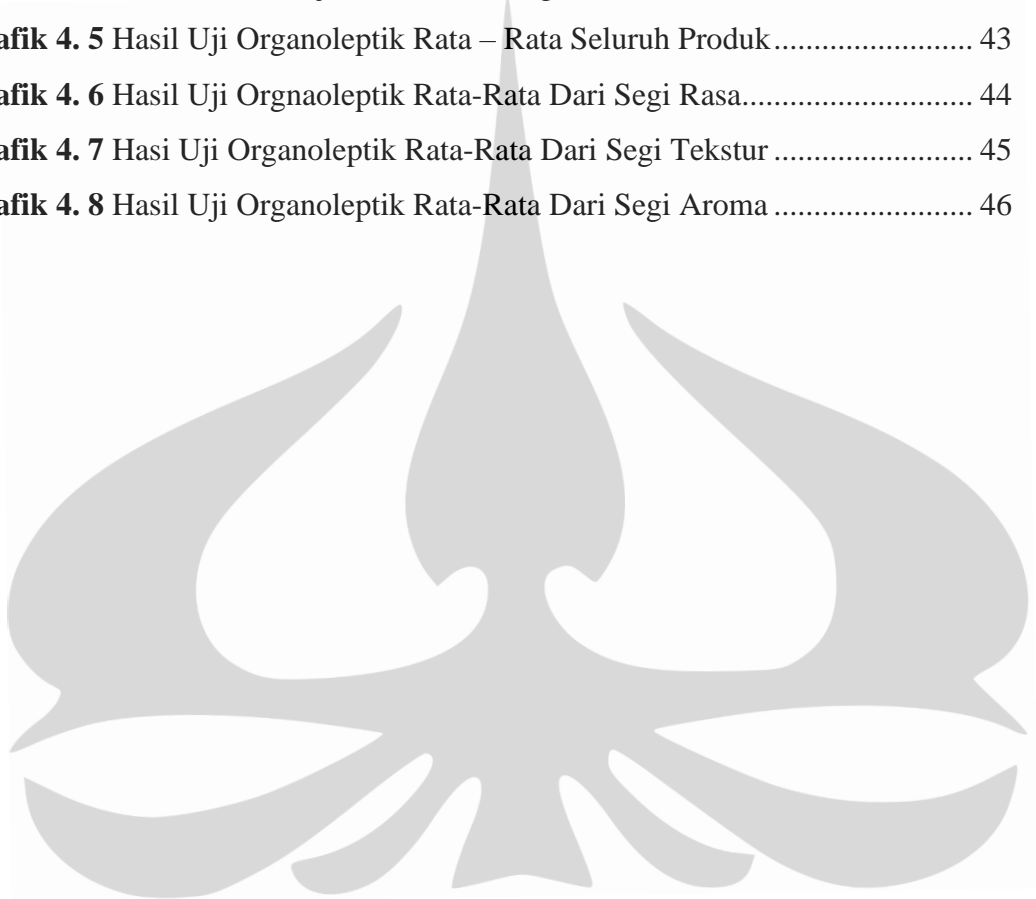 afik 4. 5 Hasil Uji Organoleptik Rata – Rata Seluruh Produk........................ 43
afik 4. 6 Hasil Uji Orgnaoleptik Rata-Rata Dari Segi Rasa............................ 44
afik 4. 7 Hasi Uji Organoleptik Rata-Rata Dari Segi Tekstur ........................ 45
afik 4. 8 Hasil Uji Organoleptik Rata-Rata Dari Segi Aroma ........................ 46